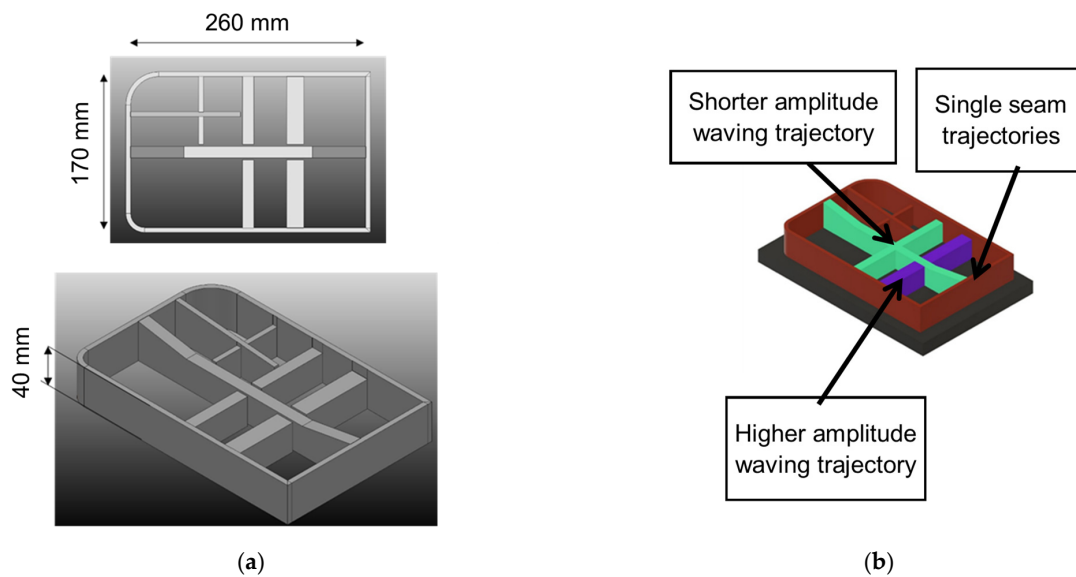 260 mm
170 mm
40 mm
(a)
Shorter amplitude
waving trajectory
Single seam
trajectories
Higher amplitude
waving trajectory
(b)